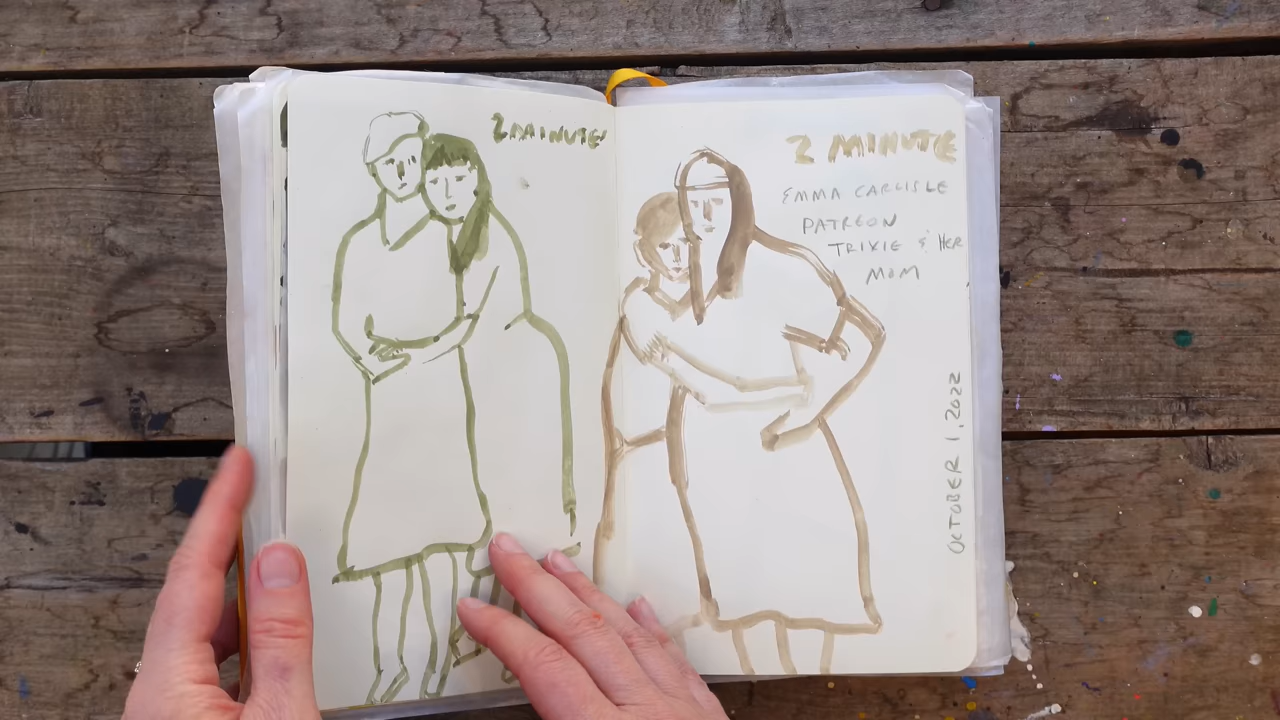 2 MINUTE
2 MINUTE
EMMA CARLISLE
PATREON
TRIXIE & HER
MOM
OCTOBER 1, 2022